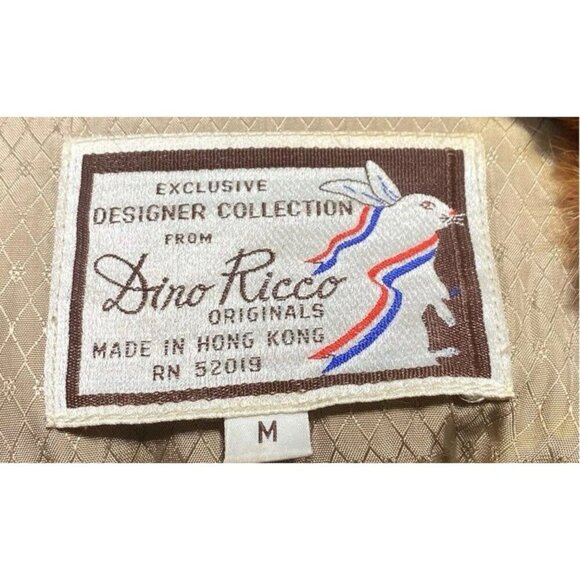 EXCLUSIVE
DESIGNER COLLECTION
FROM
Dino Ricco
ORIGINALS
MADE IN HONG KONG
RN 52019
M